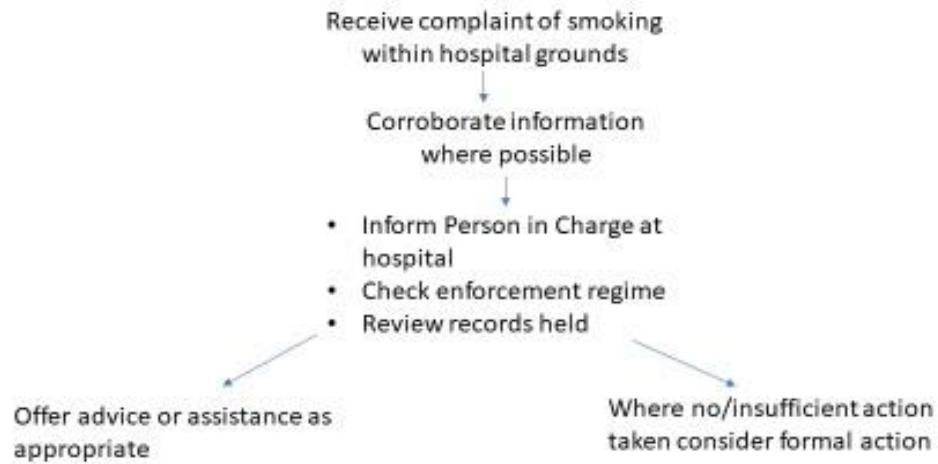 Receive complaint of smoking
within hospital grounds
Corroborate information
where possible
• Inform Person in Charge at
hospital
• Check enforcement regime
• Review records held
Offer advice or assistance as
appropriate
Where no/insufficient action
taken consider formal action